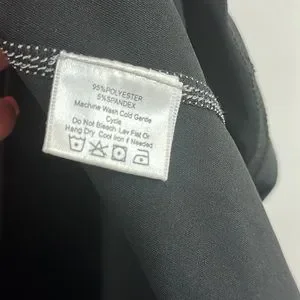 95%POLYESTER
5%SPANDEX
Machine Wash Cold Gentle
Cycle
Do Not Bleach Lay Flat Or
Hang Dry Cool Iron if Needed